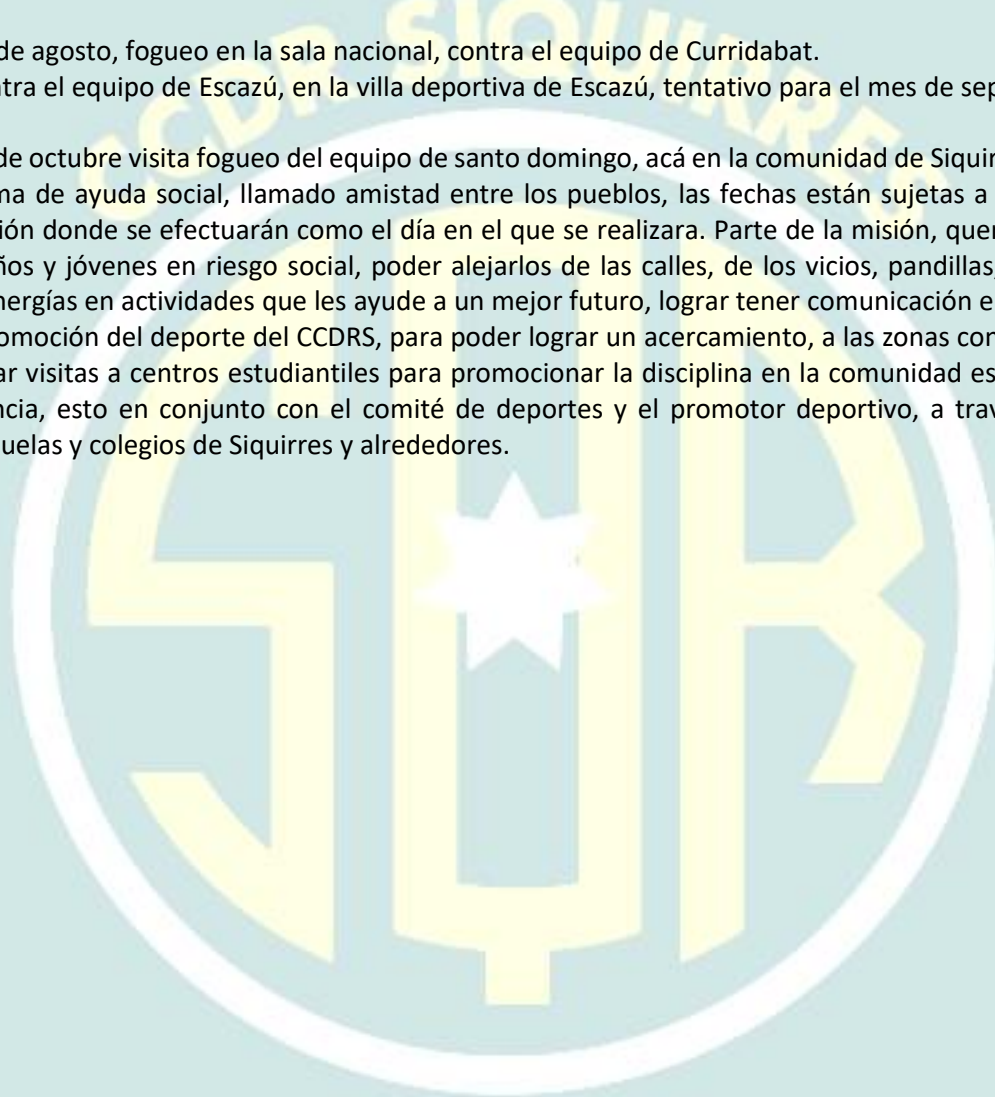 CCDR SIQUIRRES
de agosto, fogueo en la sala nacional, contra el equipo de Curridabat.
tra el equipo de Escazú, en la villa deportiva de Escazú, tentativo para el mes de sep
de octubre visita fogueo del equipo de santo domingo, acá en la comunidad de Siquir
ma de ayuda social, llamado amistad entre los pueblos, las fechas están sujetas a
ión donde se efectuarán como el día en el que se realizara. Parte de la misión, quer
ños y jóvenes en riesgo social, poder alejarlos de las calles, de los vicios, pandillas,
nergías en actividades que les ayude a un mejor futuro, lograr tener comunicación e
omoción del deporte del CCDRS, para poder lograr un acercamiento, a las zonas con
ar visitas a centros estudiantiles para promocionar la disciplina en la comunidad es
ncia, esto en conjunto con el comité de deportes y el promotor deportivo, a trav
uelas y colegios de Siquirres y alrededores.
SQR